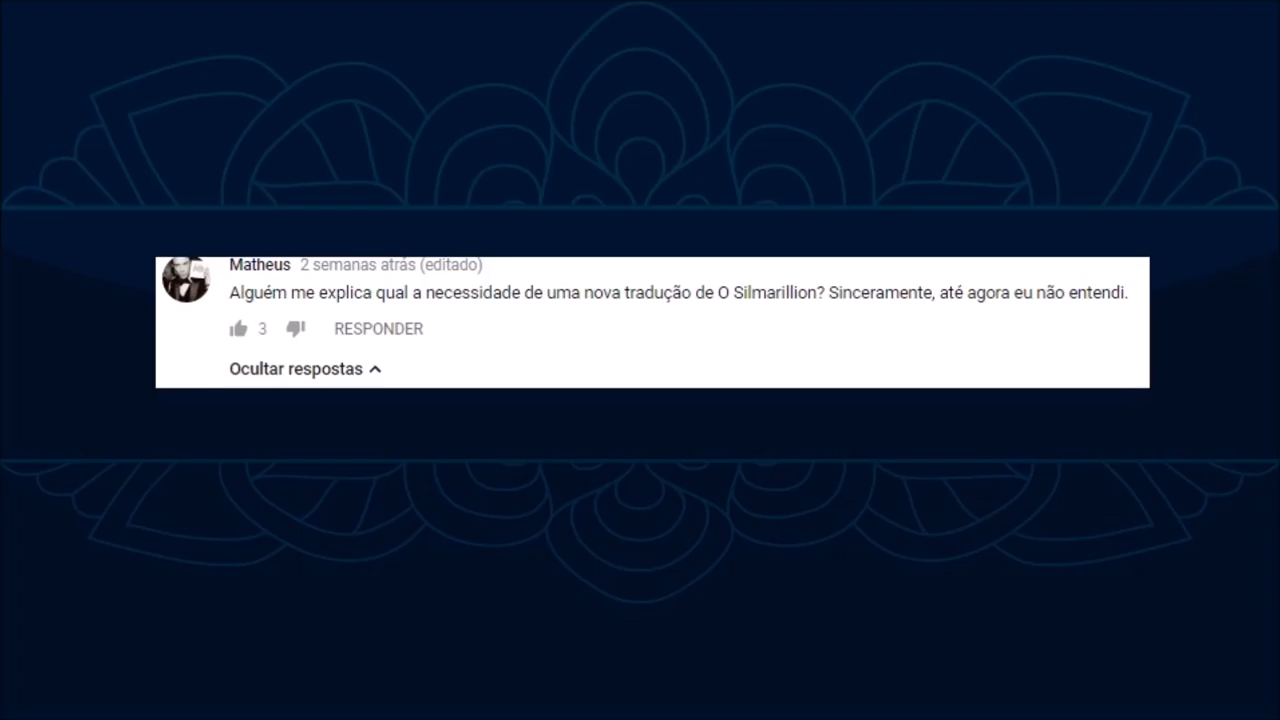 Matheus 2 semanas atrás (editado)
Alguém me explica qual a necessidade de uma nova tradução de O Silmarillion? Sinceramente, até agora eu não entendi.
3 RESPONDER
Ocultar respostas